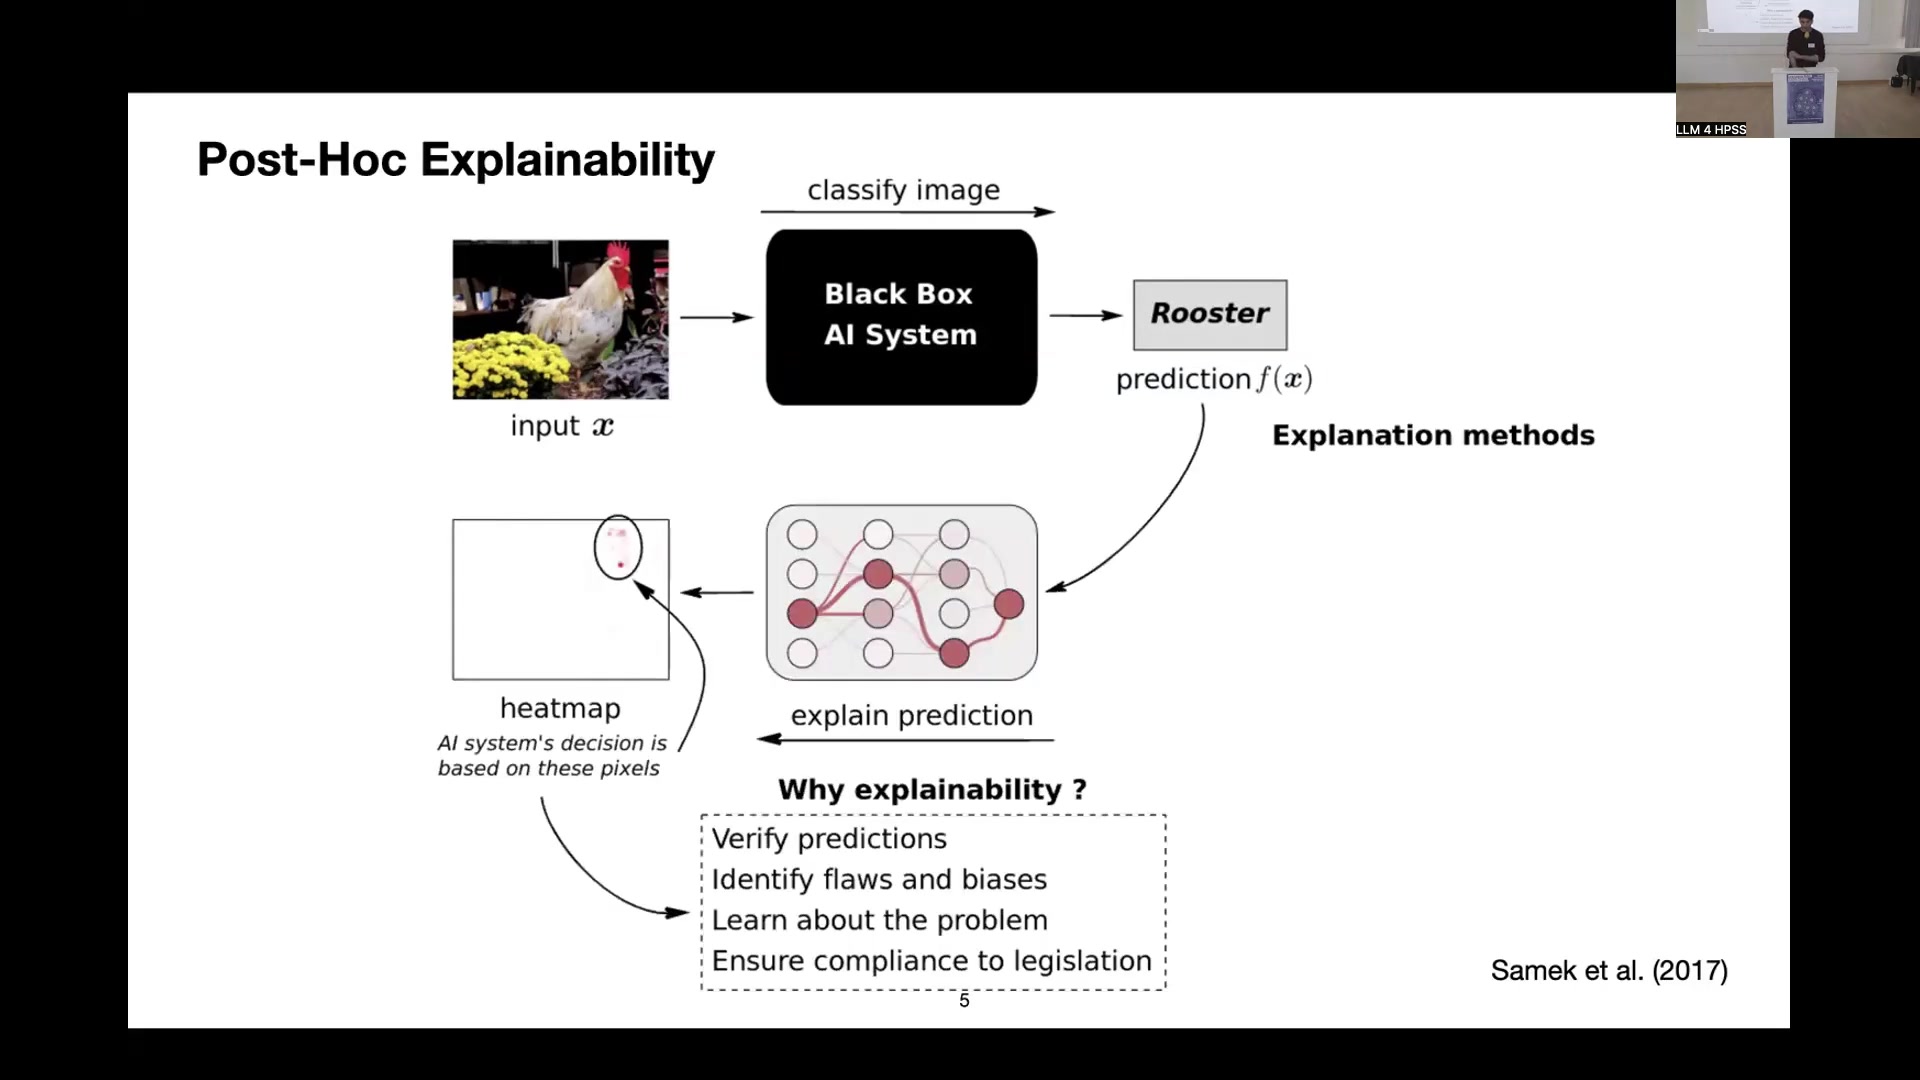 LLM 4 HPSS
Post-Hoc Explainability
classify image
Black Box
AI System
Rooster
input x
prediction f(x)
Explanation methods
heatmap
AI system's decision is
based on these pixels
explain prediction
Why explainability ?
Verify predictions
Identify flaws and biases
Learn about the problem
Ensure compliance to legislation
Samek et al. (2017)
5